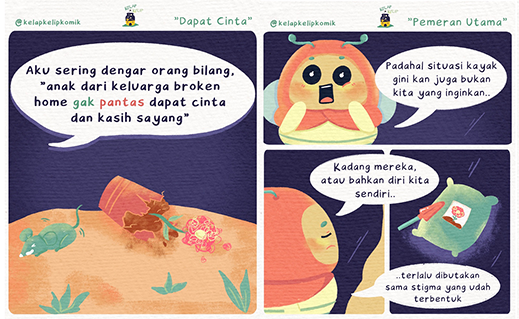 @kelapkelipkomik
"Dapat Cinta"
Aku sering dengar orang bilang,
"anak dari keluarga broken
home gak pantas dapat cinta
dan kasih sayang"
@kelapkelipkomik
"Pemeran Utama"
Padahal situasi kayak
gini kan juga bukan
kita yang inginkan..
Kadang mereka,
atau bahkan diri kita
sendiri..
..terlalu dibutakan
sama stigma yang udah
terbentuk